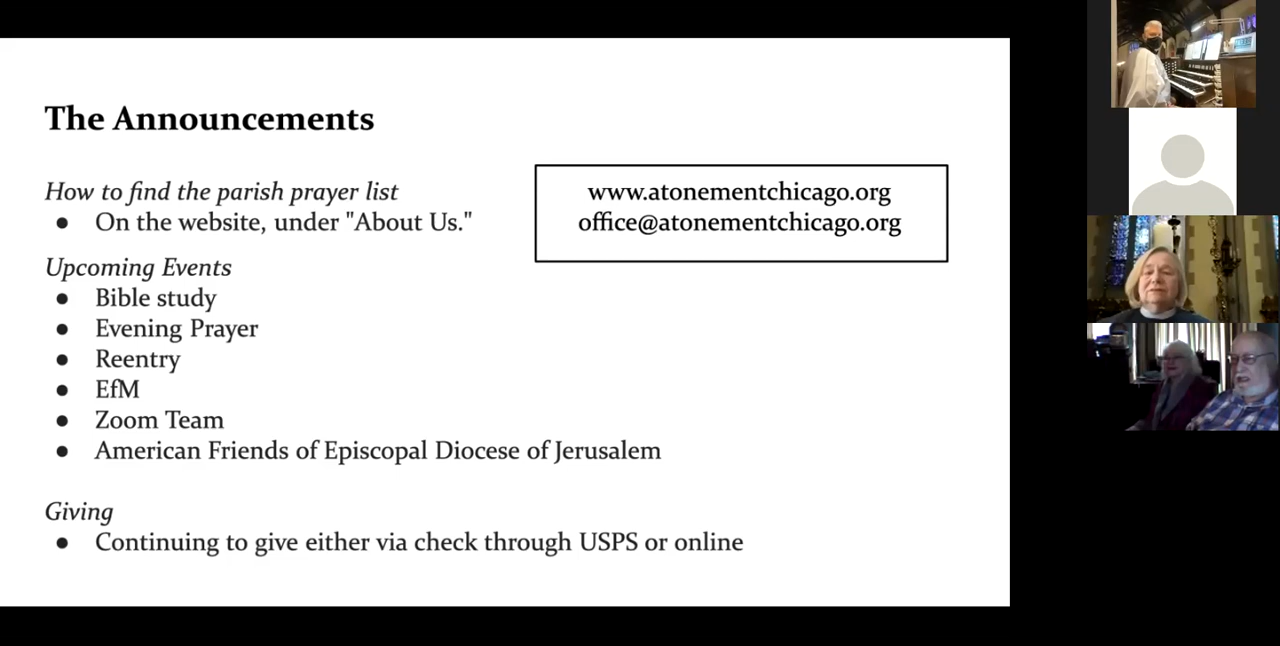 The Announcements
How to find the parish prayer list
● On the website, under "About Us."
www.atonementchicago.org
office@atonementchicago.org
Upcoming Events
● Bible study
● Evening Prayer
● Reentry
● EfM
● Zoom Team
● American Friends of Episcopal Diocese of Jerusalem
Giving
● Continuing to give either via check through USPS or online